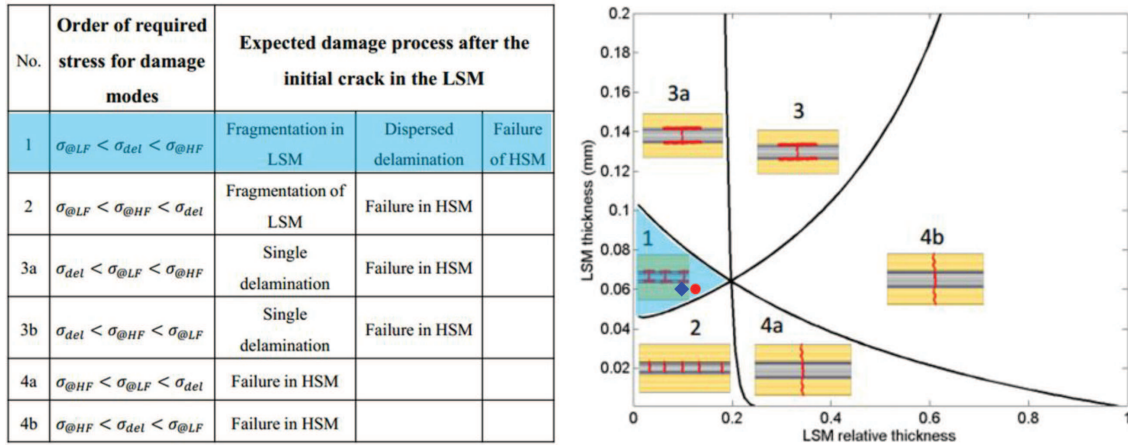 No.
Order of required
stress for damage
modes
Expected damage process after the
initial crack in the LSM
1
σ@LF < σdel < σ@HF
Fragmentation in
LSM
Dispersed
delamination
Failure
of HSM
2
σ@LF < σ@HF < σdel
Fragmentation of
LSM
Failure in HSM
3a
σdel < σ@LF < σ@HF
Single
delamination
Failure in HSM
3b
σdel < σ@HF < σ@LF
Single
delamination
Failure in HSM
4a
σ@HF < σ@LF < σdel
Failure in HSM
4b
σ@HF < σdel < σ@LF
Failure in HSM
LSM thickness (mm)
0.2
0.18
0.16
0.14
0.12
0.1
0.08
0.06
0.04
0.02
3a
3
1
4b
2
4a
0
0.2
0.4
0.6
0.8
1
LSM relative thickness